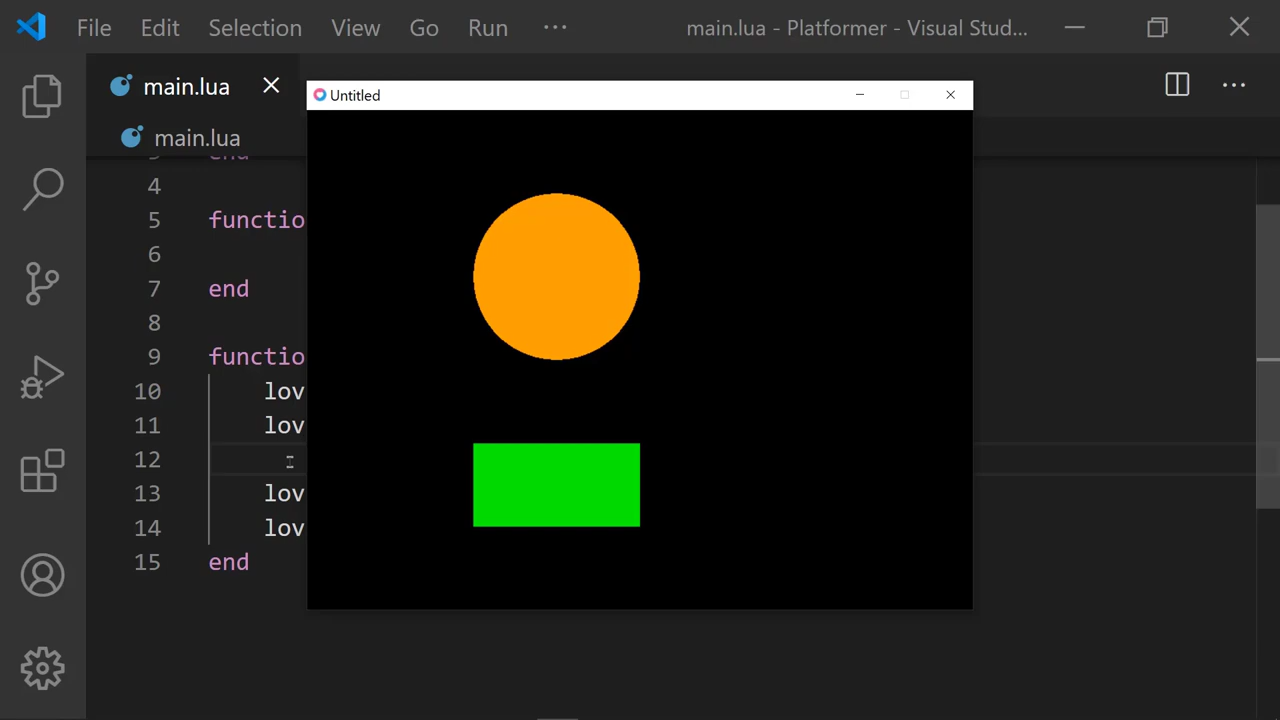 File Edit Selection View Go Run ··· main.lua - Platformer - Visual Stud...
main.lua
main.lua
Untitled
4
5 functio
6
7 end
8
9 functio
10 lov
11 lov
12
13 lov
14 lov
15 end